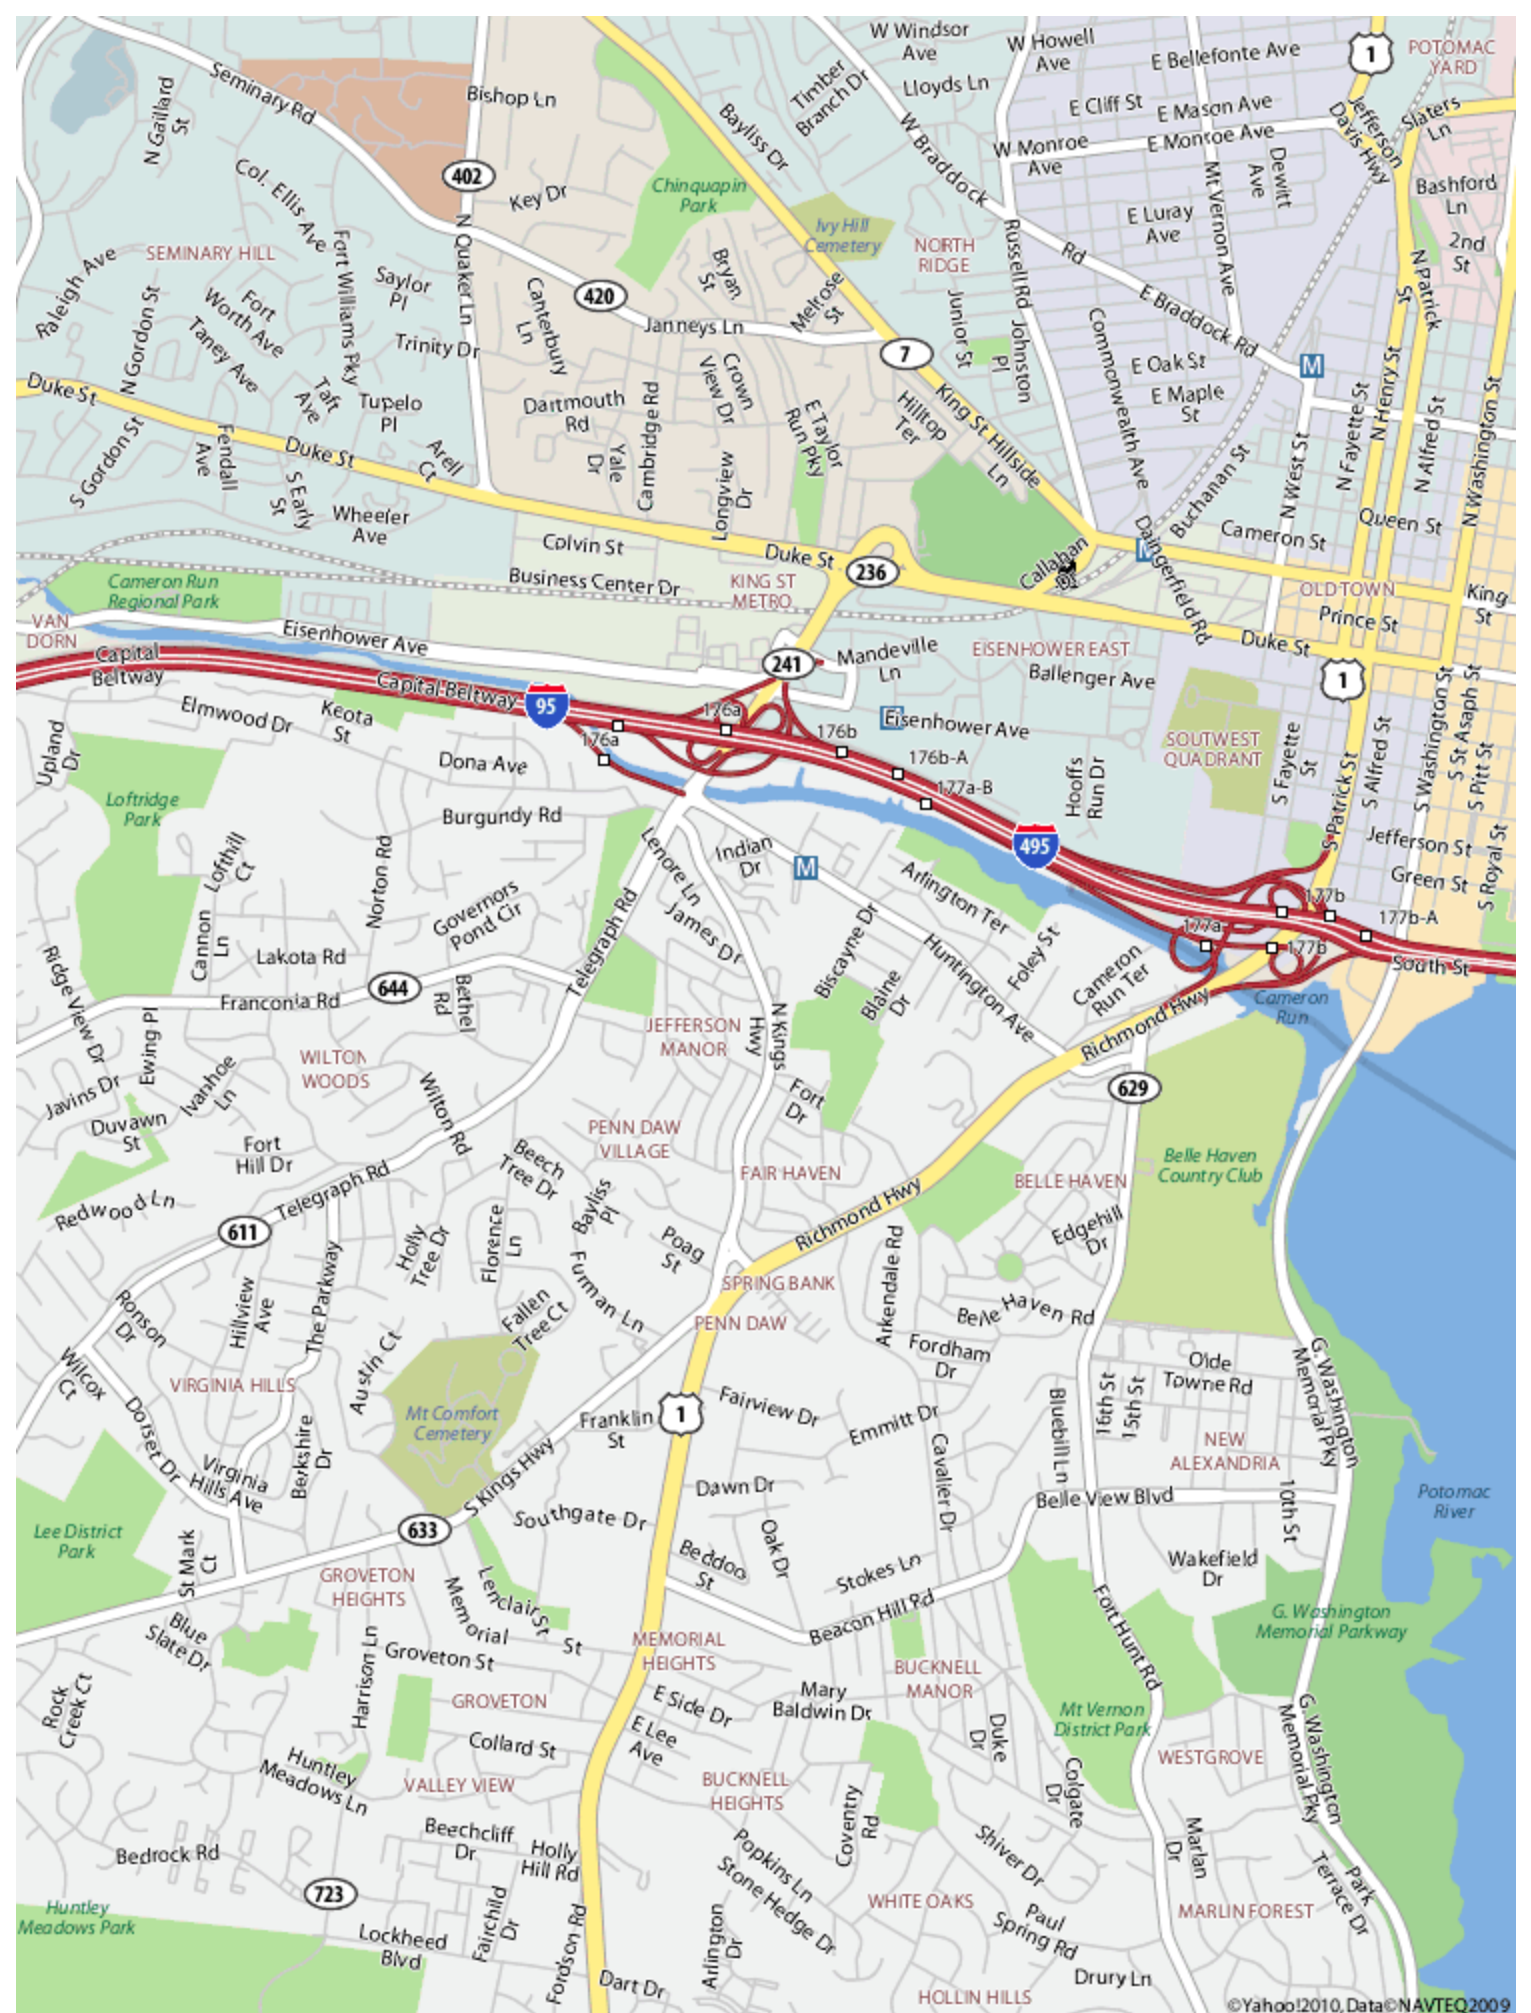 W Windsor
Ave
W Howell
Ave
E Bellefonte Ave
1
POTOMAC
YARD
Seminary Rd
N Gaillard
St
Bishop Ln
Timber
Branch Dr
Lloyds Ln
E Cliff St
E Mason Ave
Jefferson
Davis Hwy
Slaters
Ln
Bayliss Dr
W Braddock
Rd
W Monroe
Ave
E Monroe Ave
402
Col. Ellis Ave
Key Dr
Chinquapin
Park
Mt Vernon Ave
Dewitt
Ave
Bashford
Ln
E Luray
Ave
Ivy Hill
Cemetery
NORTH
RIDGE
2nd
St
SEMINARY HILL
Raleigh Ave
Fort Williams Pky
N Quaker Ln
Saylor
Pl
Bryan
St
Russell Rd
N Patrick
St
N Gordon St
Fort
Worth Ave
Canterbury
Ln
420
Janneys Ln
Melrose
St
Junior St
Johnston
Pl
E Braddock Rd
Commonwealth Ave
Taney Ave
Trinity Dr
7
M
E Oak St
E Maple
St
Duke St
Taft
Ave
Tupelo
Pl
Dartmouth
Rd
Cambridge Rd
Crown
View Dr
E Taylor
Run Pky
Hilltop
Ter
King St
Hillside
Ln
N Henry St
N Fayette St
N Alfred St
N Washington St
S Gordon St
Fendall
Ave
Duke St
Arell
Ct
Yale
Dr
Longview
Dr
Buchanan St
N West St
S Early
St
Wheeler
Ave
Colvin St
Duke St
236
Callahan
Dr
M
Daingerfield Rd
Cameron St
Queen St
Cameron Run
Regional Park
Business Center Dr
KING ST
METRO
OLD TOWN
King
St
Prince St
VAN
DORN
Eisenhower Ave
241
Mandeville
Ln
EISENHOWER EAST
Ballenger Ave
Duke St
1
Capital
Beltway
Capital Beltway
95
Elmwood Dr
Keota
St
176a
176a
176b
Eisenhower Ave
176b-A
177a-B
SOUTWEST
QUADRANT
S Fayette
St
S Patrick St
S Alfred St
S Washington St
S St Asaph St
S Pitt St
S Royal St
Upland
Dr
Dona Ave
Hooffs
Run Dr
Loftridge
Park
Burgundy Rd
Lenore Ln
Indian
Dr
M
495
Jefferson St
Green St
Lofthill
Ct
Norton Rd
Governors
Pond Cir
Telegraph Rd
James Dr
Arlington Ter
177b
177b-A
177a
177b
South St
Cannon
Ln
Lakota Rd
Biscayne Dr
Huntington Ave
Foley St
Cameron
Run Ter
Cameron
Run
Ridge View Dr
Franconia Rd
644
Bethel
Rd
Blaine
Dr
Richmond Hwy
Ewing Pl
JEFFERSON
MANOR
N Kings
Hwy
WILTON
WOODS
Javins Dr
Ivanhoe
Ln
Wilton Rd
Fort
Dr
629
Duvawn
St
Fort
Hill Dr
PENN DAW
VILLAGE
Beech
Tree Dr
FAIR HAVEN
BELLE HAVEN
Belle Haven
Country Club
Redwood Ln
Telegraph Rd
611
Bayliss
Pl
Richmond Hwy
Holly
Tree Dr
Florence
Ln
Poag
St
Arkendale Rd
Edgehill
Dr
The Parkway
Hillview
Ave
Furman Ln
SPRING BANK
Ronson
Dr
Fallen
Tree Ct
PENN DAW
Belle Haven Rd
Fordham
Dr
Wilcox
Ct
VIRGINIA HILLS
Austin Ct
Olde
Towne Rd
G. Washington
Memorial Pky
Mt Comfort
Cemetery
Franklin
St
1
Fairview Dr
Emmitt Dr
Bluebill Ln
16th St
15th St
Dorset Dr
Berkshire
Dr
Virginia
Hills Ave
S Kings Hwy
Dawn Dr
Cavalier Dr
NEW
ALEXANDRIA
Belle View Blvd
10th St
Potomac
River
Lee District
Park
633
Southgate Dr
Oak Dr
St Mark
Ct
GROVETON
HEIGHTS
Beddoo
St
Stokes Ln
Wakefield
Dr
Lenclair St
Memorial
St
Beacon Hill Rd
Fort Hunt Rd
G. Washington
Memorial Parkway
Blue
Slate Dr
Groveton St
MEMORIAL
HEIGHTS
BUCKNELL
MANOR
Harrison Ln
Rock
Creek Ct
GROVETON
E Side Dr
Mary
Baldwin Dr
Mt Vernon
District Park
G. Washington
Memorial Pky
E Lee
Ave
Duke
Dr
Collard St
Huntley
Meadows Ln
VALLEY VIEW
BUCKNELL
HEIGHTS
Colgate
Dr
WESTGROVE
Coventry
Rd
Beechcliff
Dr
Bedrock Rd
Holly
Hill Rd
Popkins Ln
Stone Hedge Dr
Shiver Dr
Marlan
Dr
Park
Terrace Dr
723
WHITE OAKS
Huntley
Meadows Park
Lockheed
Blvd
Fairchild
Dr
Fordson Rd
Arlington
Dr
Paul
Spring Rd
MARLIN FOREST
Dart Dr
Drury Ln
HOLLIN HILLS
©Yahoo!2010, Data©NAVTEQ2009